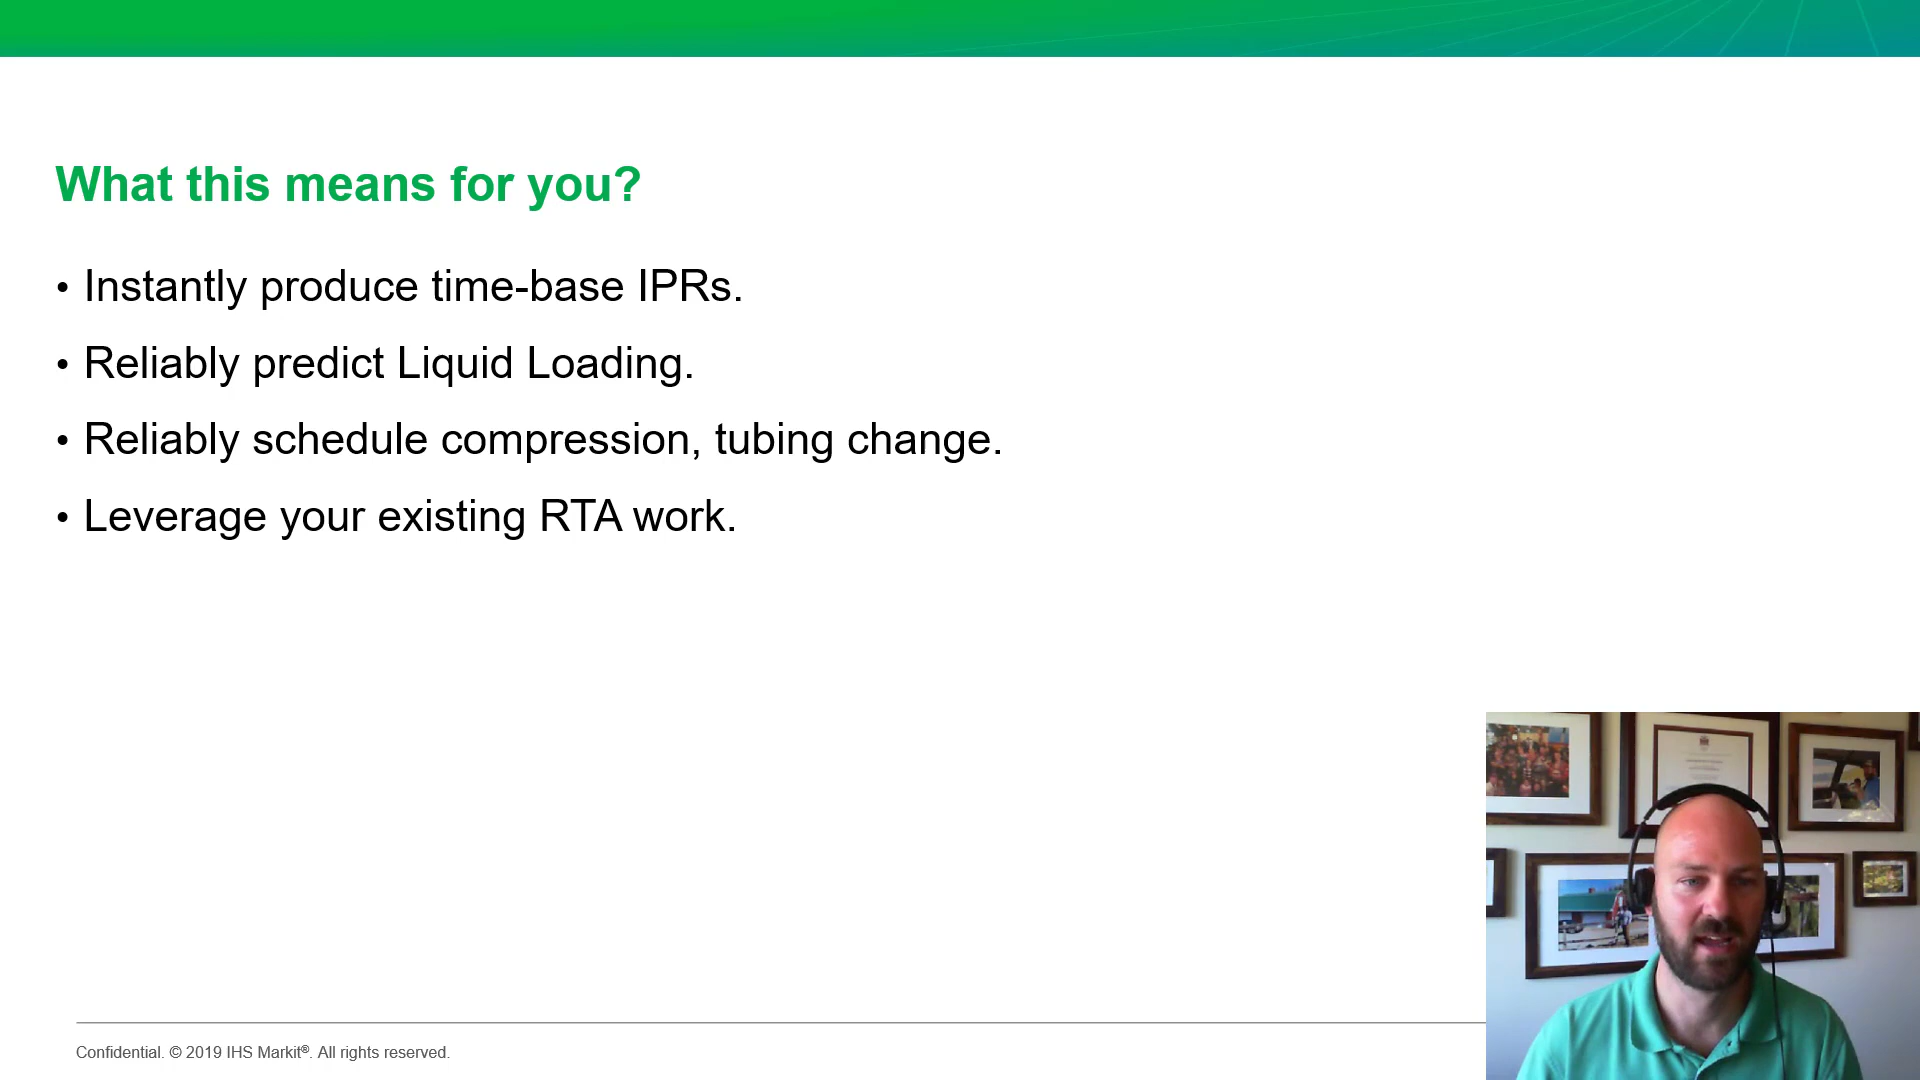 What this means for you?
• Instantly produce time-base IPRs.
• Reliably predict Liquid Loading.
• Reliably schedule compression, tubing change.
• Leverage your existing RTA work.
Confidential. © 2019 IHS Markit®. All rights reserved.